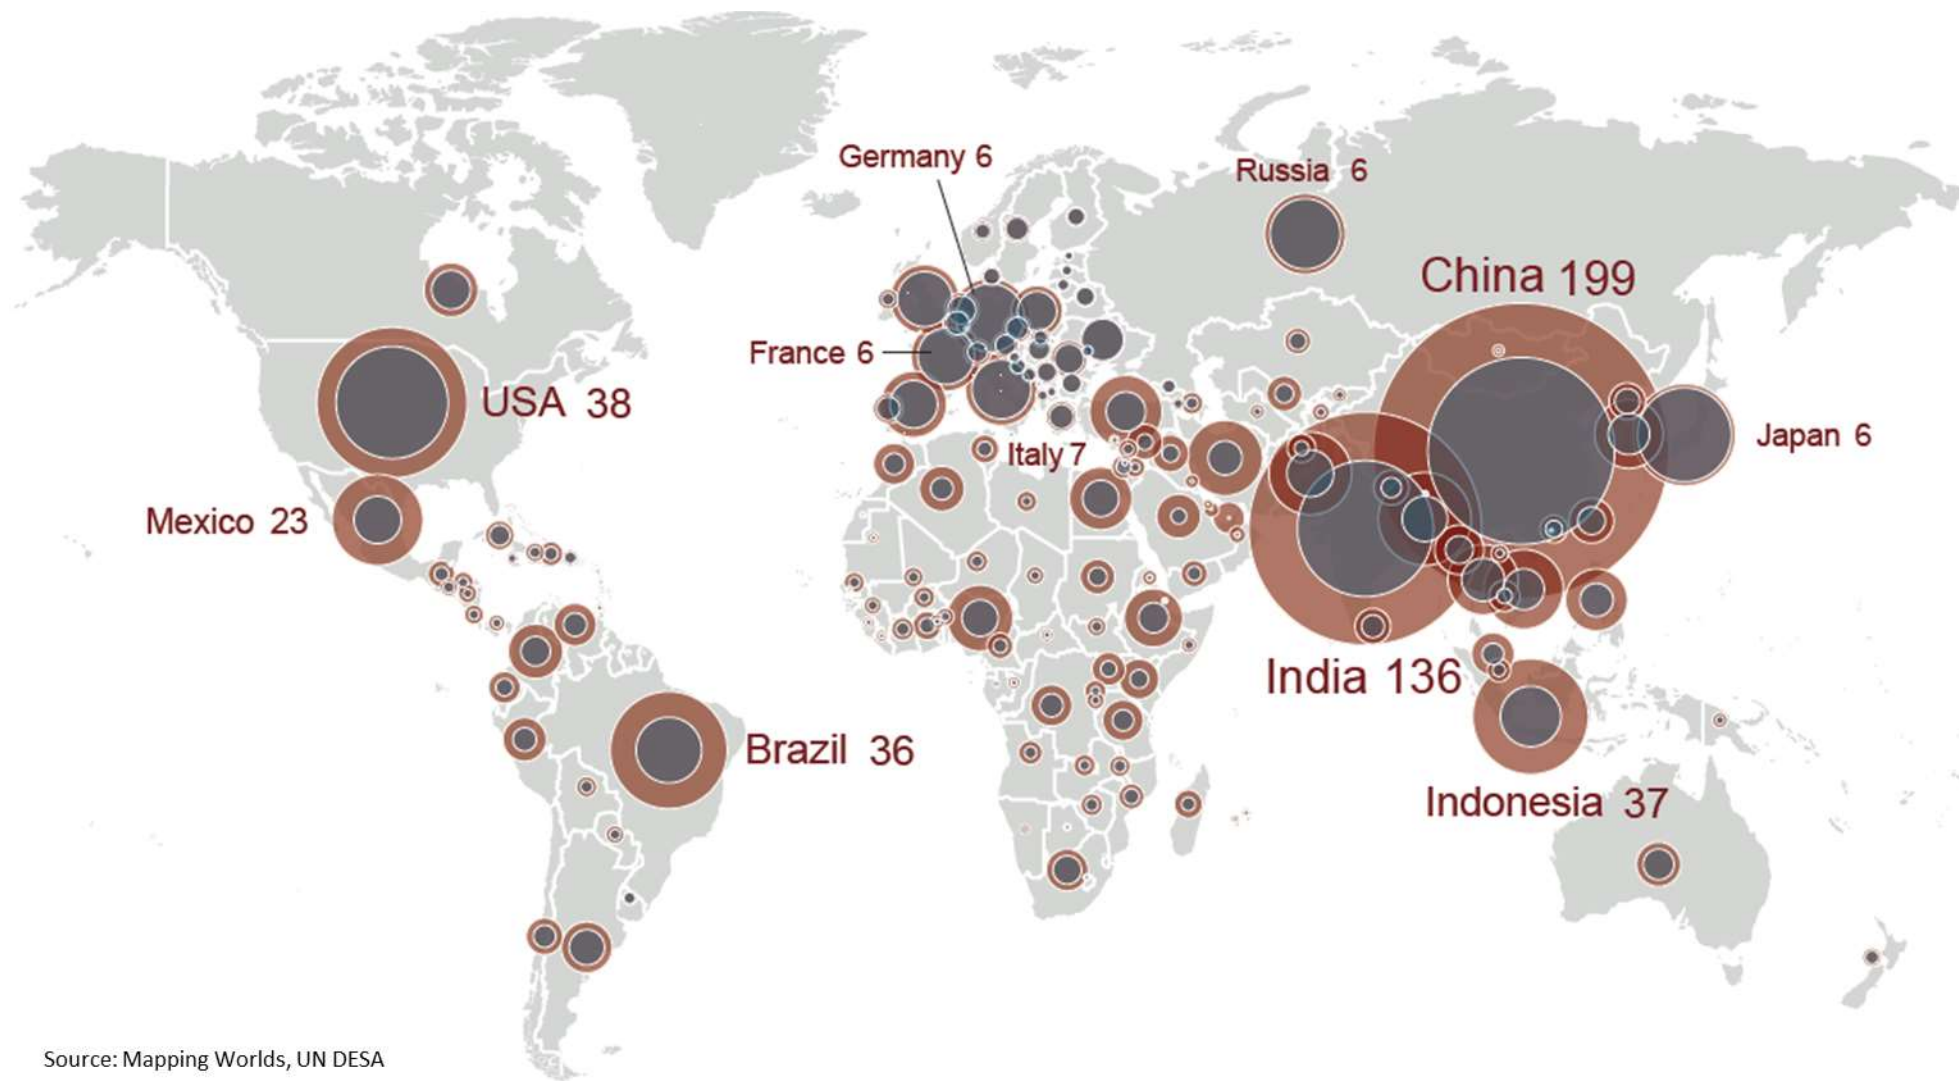 Germany 6
Russia 6
China 199
France 6
USA 38
Italy 7
Japan 6
Mexico 23
India 136
Brazil 36
Indonesia 37
Source: Mapping Worlds, UN DESA